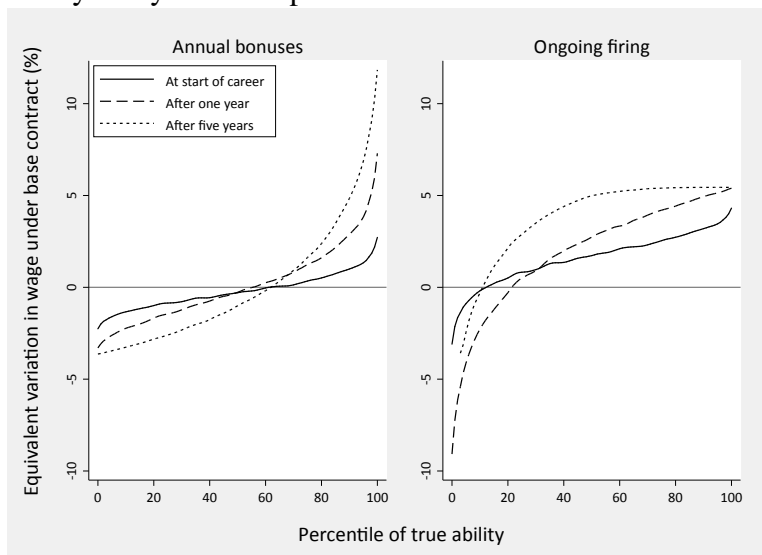 Annual bonuses
Ongoing firing
Equivalent variation in wage under base contract (%)
At start of career
After one year
After five years
10
5
0
-5
-10
10
5
0
-5
-10
0 20 40 60 80 100
0 20 40 60 80 100
Percentile of true ability